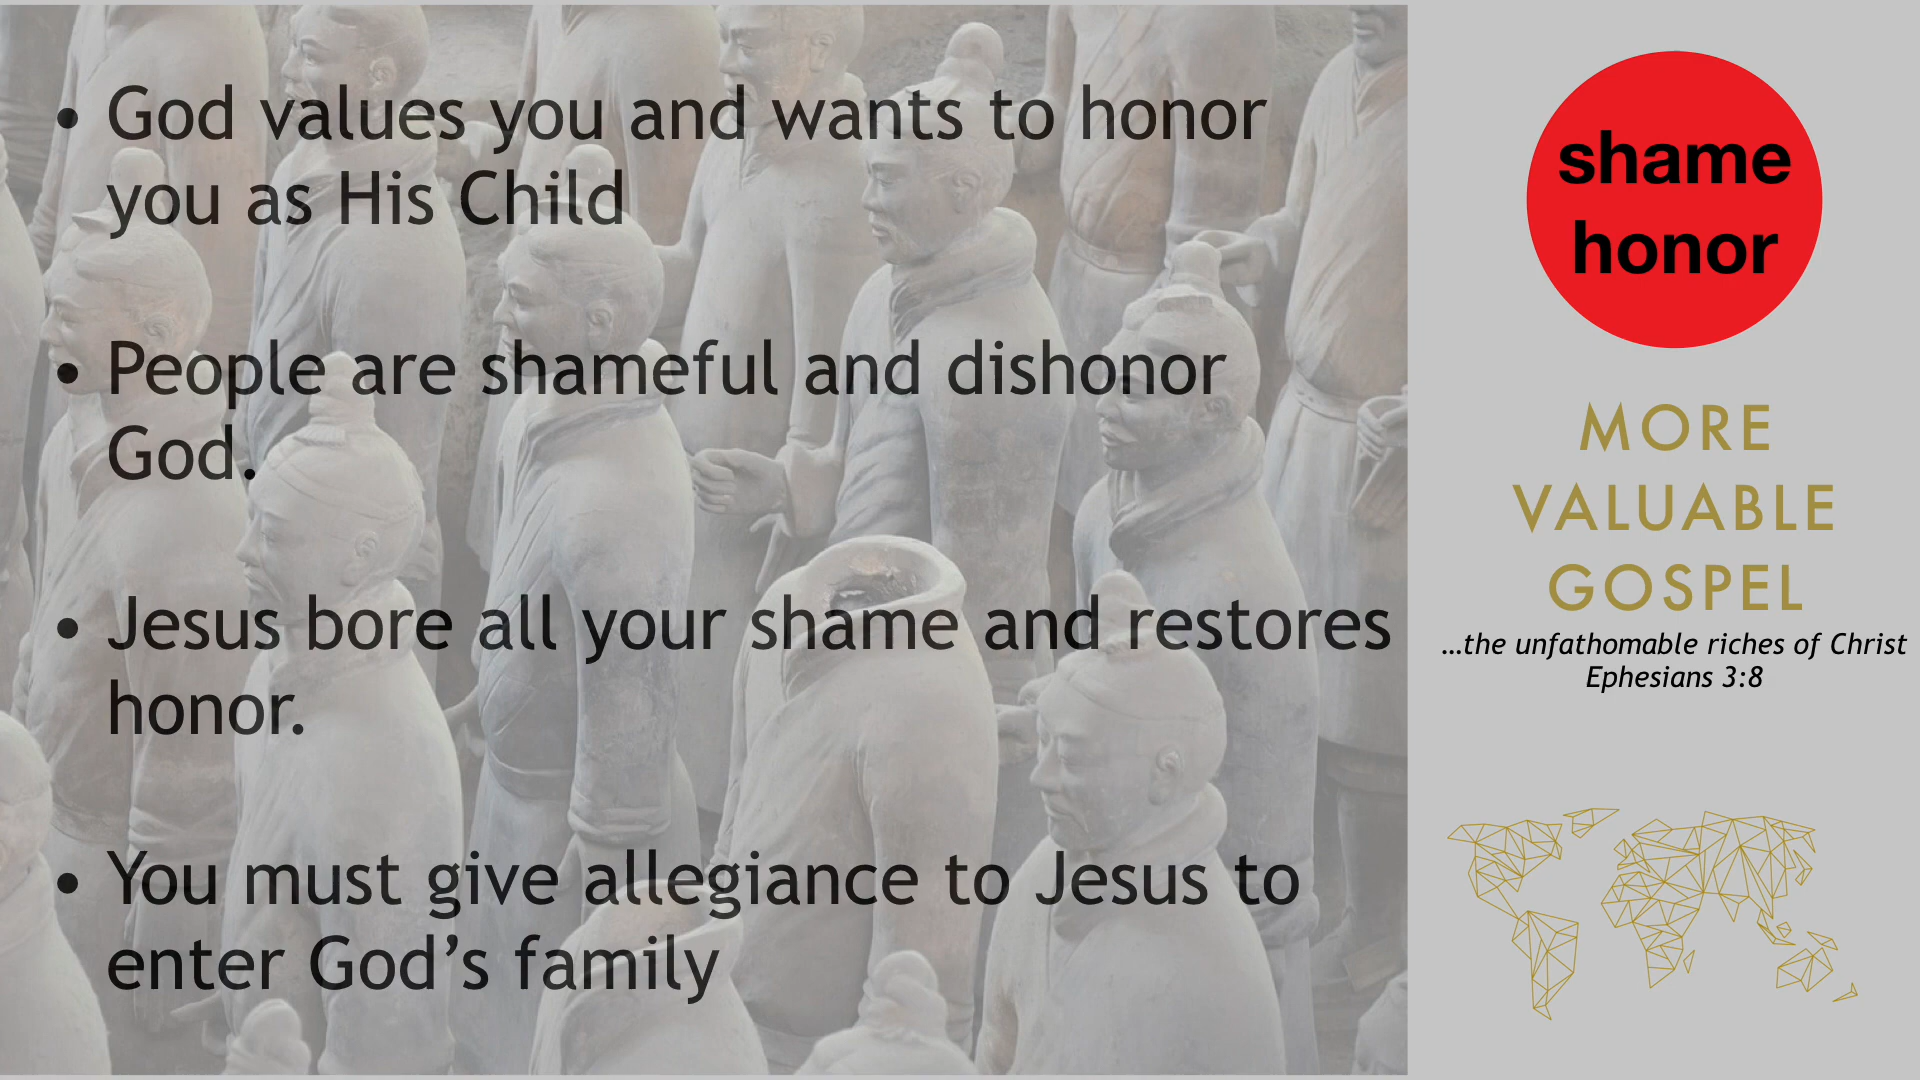 • God values you and wants to honor
you as His Child
• People are shameful and dishonor
God.
• Jesus bore all your shame and restores
honor.
• You must give allegiance to Jesus to
enter God’s family
shame
honor
MORE
VALUABLE
GOSPEL
…the unfathomable riches of Christ
Ephesians 3:8